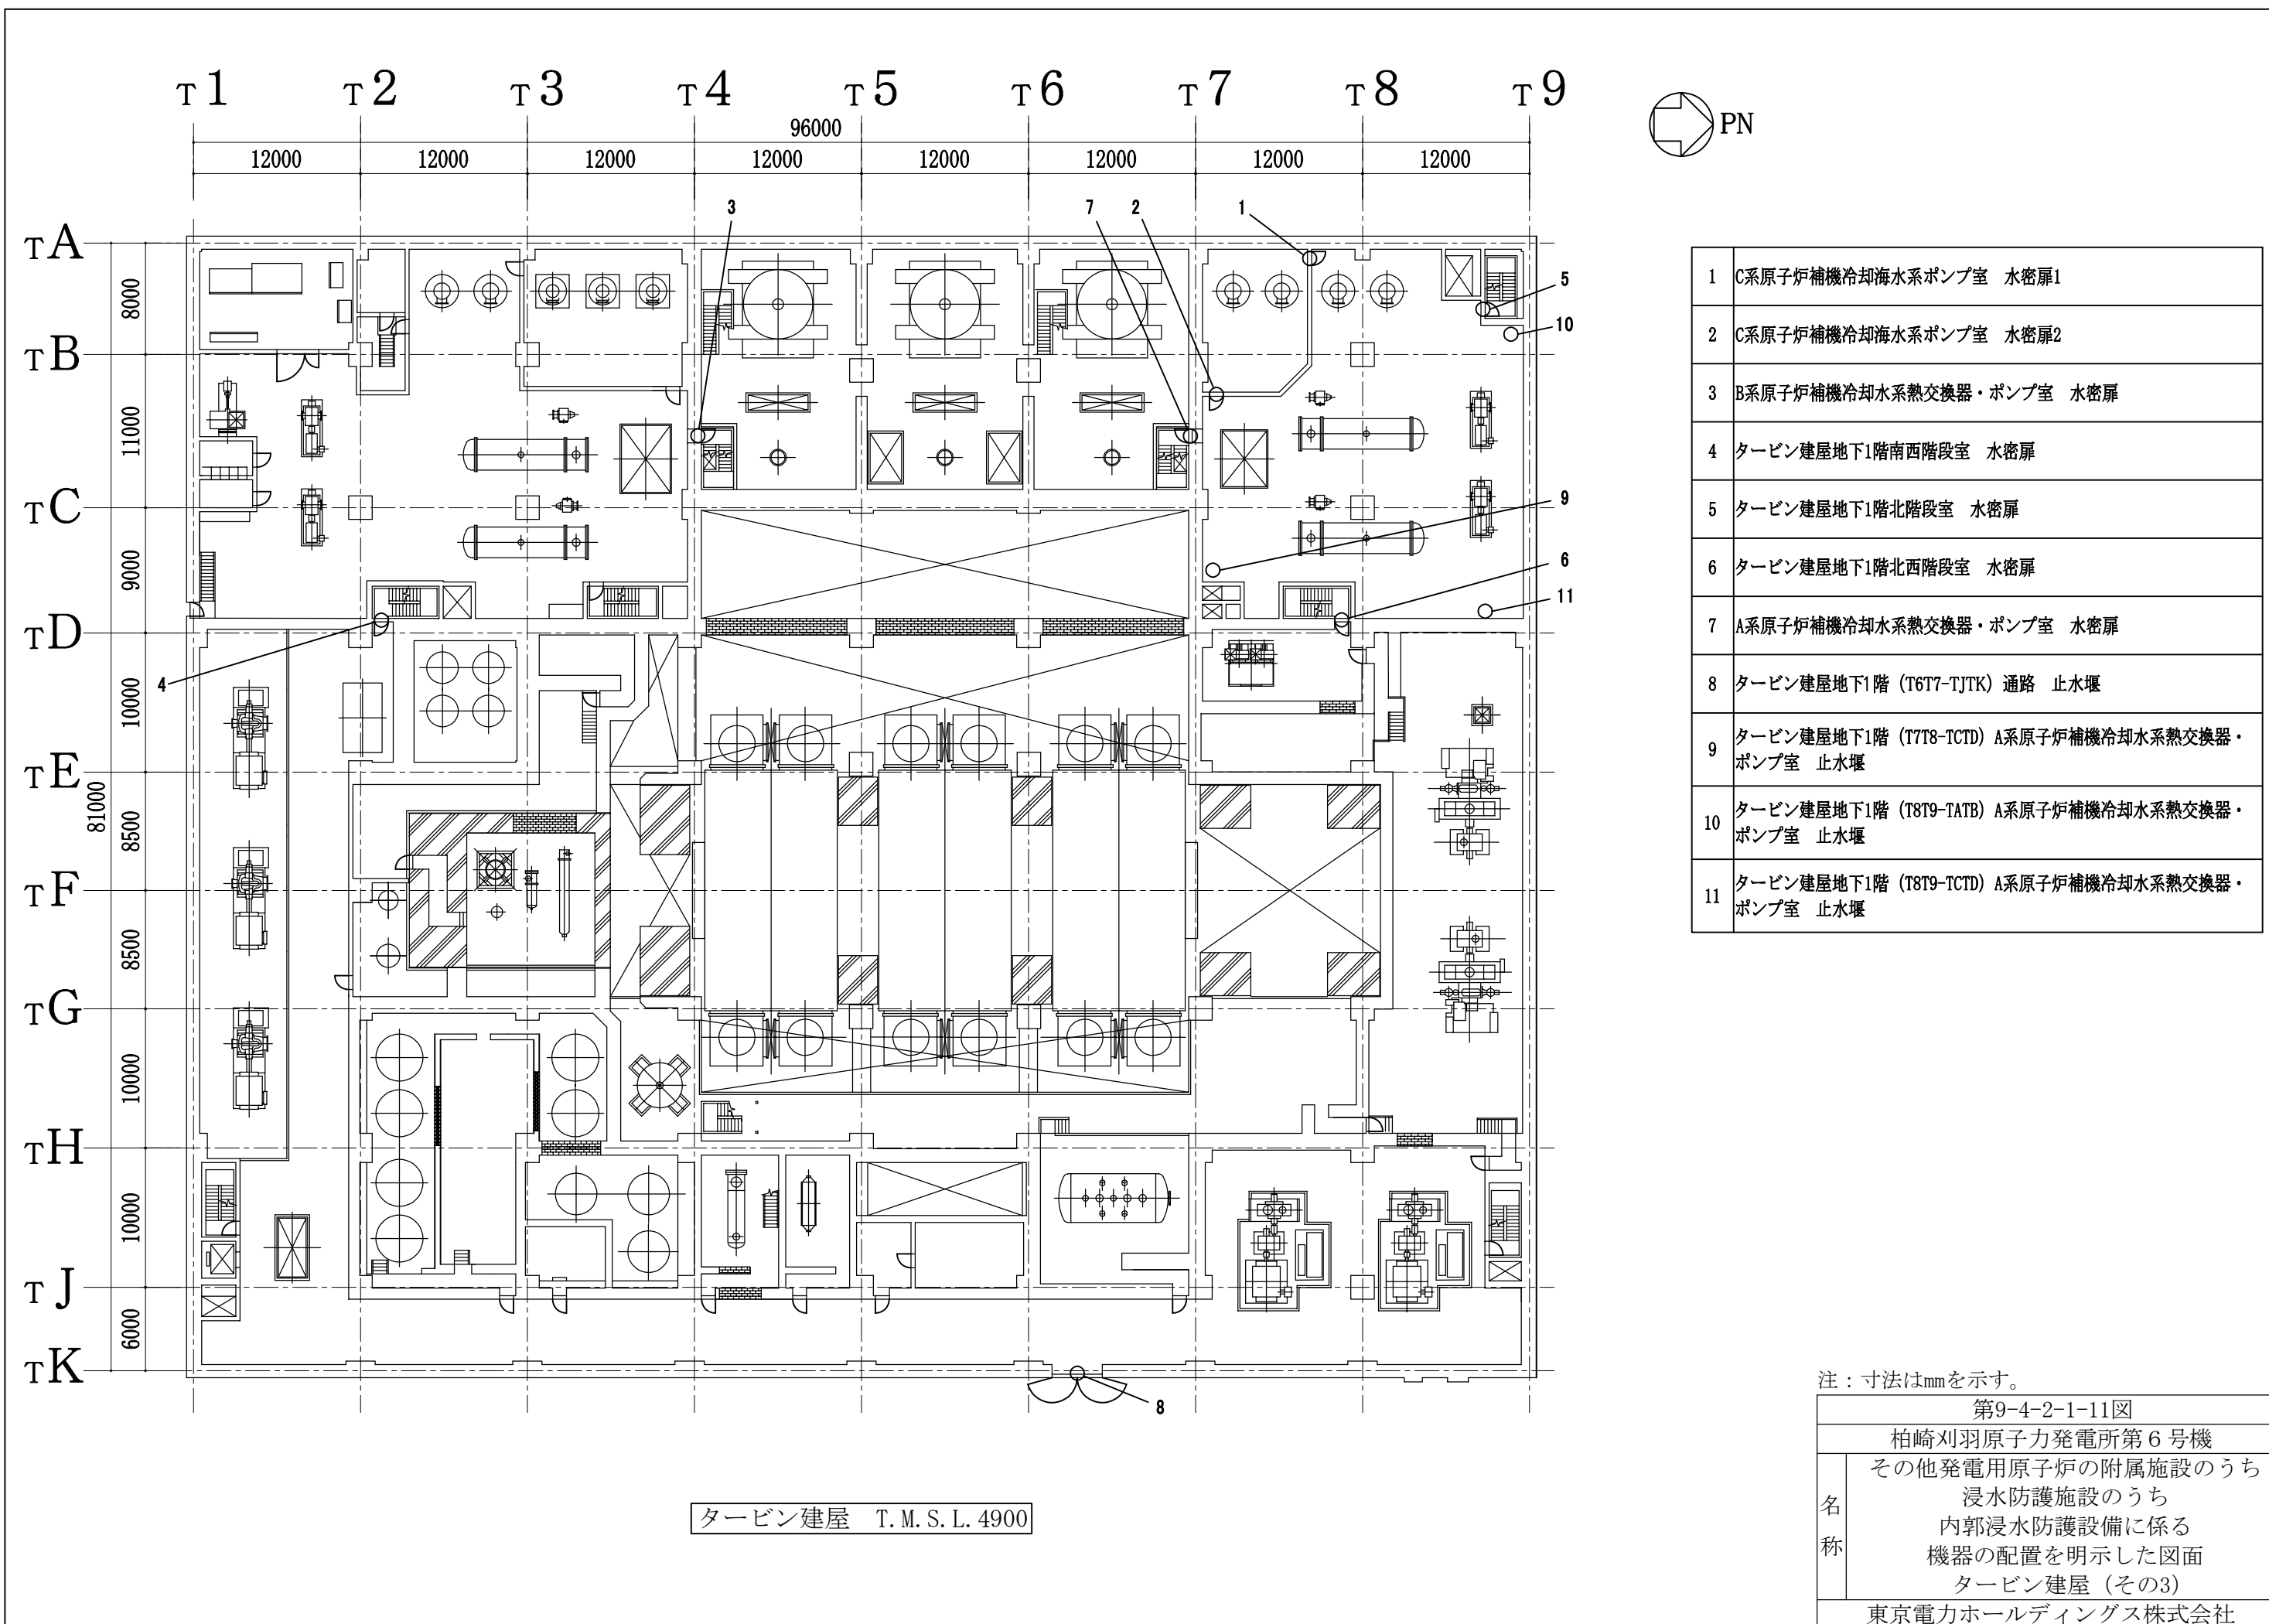 T1 T2 T3 T4 T5 T6 T7 T8 T9
PN
96000
12000 12000 12000 12000 12000 12000 12000 12000
3 7 2 1
TA
8000
5
10
TB
11000
TC
9
9000
6
11
TD
4
10000
TE
81000
8500
TF
8500
TG
10000
TH
10000
TJ
6000
TK
8
1 C系原子炉補機冷却海水系ポンプ室 水密扉1
2 C系原子炉補機冷却海水系ポンプ室 水密扉2
3 B系原子炉補機冷却水系熱交換器・ポンプ室 水密扉
4 タービン建屋地下1階南西階段室 水密扉
5 タービン建屋地下1階北階段室 水密扉
6 タービン建屋地下1階北西階段室 水密扉
7 A系原子炉補機冷却水系熱交換器・ポンプ室 水密扉
8 タービン建屋地下1階（T6T7-TJTK）通路 止水堰
9 タービン建屋地下1階（T7T8-TCTD）A系原子炉補機冷却水系熱交換器・
ポンプ室 止水堰
10 タービン建屋地下1階（T8T9-TATB）A系原子炉補機冷却水系熱交換器・
ポンプ室 止水堰
11 タービン建屋地下1階（T8T9-TCTD）A系原子炉補機冷却水系熱交換器・
ポンプ室 止水堰
タービン建屋 T.M.S.L.4900
注：寸法はmmを示す。
第9-4-2-1-11図
柏崎刈羽原子力発電所第６号機
名称
その他発電用原子炉の附属施設のうち
浸水防護施設のうち
内郭浸水防護設備に係る
機器の配置を明示した図面
タービン建屋（その3）
東京電力ホールディングス株式会社